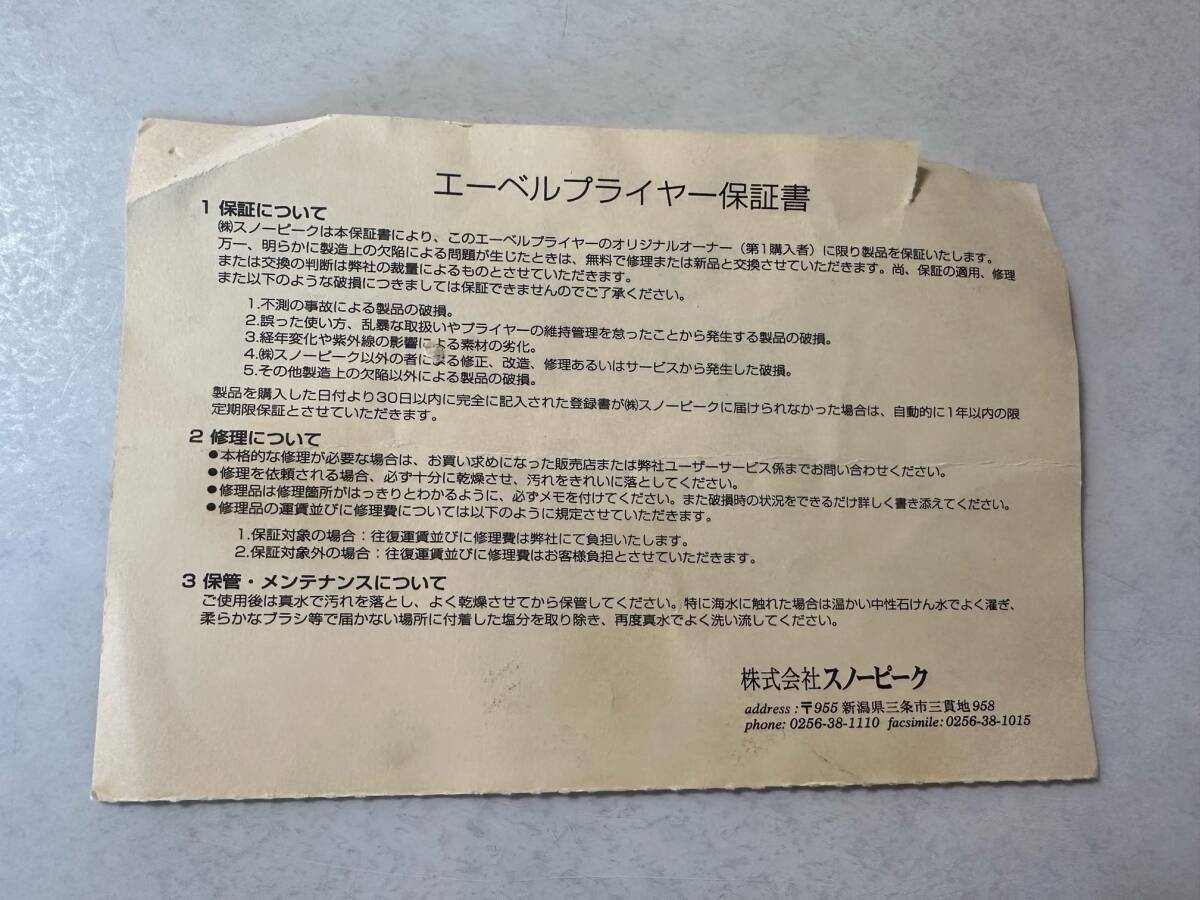 エーベルプライヤー保証書
1 保証について
㈱スノーピークは本保証書により、このエーベルプライヤーのオリジナルオーナー（第1購入者）に限り製品を保証いたします。
万一、明らかに製造上の欠陥による問題が生じたときは、無料で修理または新品と交換させていただきます。尚、保証の適用、修理
または交換の判断は弊社の裁量によるものとさせていただきます。
また以下のような破損につきましては保証できませんのでご了承ください。
1.不測の事故による製品の破損。
2.誤った使い方、乱暴な取扱いやプライヤーの維持管理を怠ったことから発生する製品の破損。
3.経年変化や紫外線の影響による素材の劣化。
4.㈱スノーピーク以外の者による修正、改造、修理あるいはサービスから発生した破損。
5.その他製造上の欠陥以外による製品の破損。
製品を購入した日付より30日以内に完全に記入された登録書が㈱スノーピークに届けられなかった場合は、自動的に1年以内の限
定期限保証とさせていただきます。
2 修理について
●本格的な修理が必要な場合は、お買い求めになった販売店または弊社ユーザーサービス係までお問い合わせください。
●修理を依頼される場合、必ず十分に乾燥させ、汚れをきれいに落としてください。
●修理品は修理箇所がはっきりとわかるように、必ずメモを付けてください。また破損時の状況をできるだけ詳しく書き添えてください。
●修理品の運賃並びに修理費については以下のように規定させていただきます。
1.保証対象の場合：往復運賃並びに修理費は弊社にて負担いたします。
2.保証対象外の場合：往復運賃並びに修理費はお客様負担とさせていただきます。
3 保管・メンテナンスについて
ご使用後は真水で汚れを落とし、よく乾燥させてから保管してください。特に海水に触れた場合は温かい中性石けん水でよく濯ぎ、
柔らかなブラシ等で届かない場所に付着した塩分を取り除き、再度真水でよく洗い流してください。
株式会社スノーピーク
address：〒955 新潟県三条市三貫地958
phone: 0256-38-1110 facsimile: 0256-38-1015